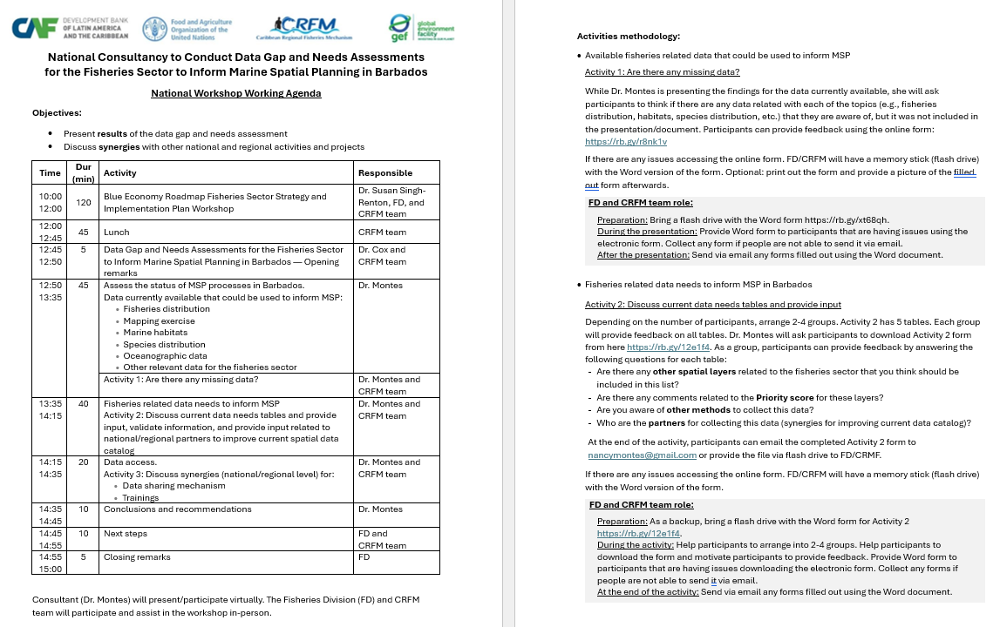 CAF
DEVELOPMENT BANK
OF LATIN AMERICA
AND THE CARIBBEAN
Food and Agriculture
Organization of the
United Nations
CRFM
Caribbean Regional Fisheries Mechanism
gef
global
environment
facility
National Consultancy to Conduct Data Gap and Needs Assessments
for the Fisheries Sector to Inform Marine Spatial Planning in Barbados
National Workshop Working Agenda
Objectives:
• Present results of the data gap and needs assessment
• Discuss synergies with other national and regional activities and projects
Time
Dur
(min)
Activity
Responsible
10:00
12:00
120
Blue Economy Roadmap Fisheries Sector Strategy and
Implementation Plan Workshop
Dr. Susan Singh-
Renton, FD, and
CRFM team
12:00
12:45
45
Lunch
CRFM team
12:45
12:50
5
Data Gap and Needs Assessments for the Fisheries Sector
to Inform Marine Spatial Planning in Barbados — Opening
remarks
Dr. Cox and
CRFM team
12:50
13:35
45
Assess the status of MSP processes in Barbados.
Data currently available that could be used to inform MSP:
• Fisheries distribution
• Mapping exercise
• Marine habitats
• Species distribution
• Oceanographic data
• Other relevant data for the fisheries sector
Dr. Montes
Activity 1: Are there any missing data?
Dr. Montes and
CRFM team
13:35
14:15
40
Fisheries related data needs to inform MSP
Activity 2: Discuss current data needs tables and provide
input, validate information, and provide input related to
national/regional partners to improve current spatial data
catalog
Dr. Montes and
CRFM team
14:15
14:35
20
Data access.
Activity 3: Discuss synergies (national/regional level) for:
• Data sharing mechanism
• Trainings
Dr. Montes and
CRFM team
14:35
14:45
10
Conclusions and recommendations
Dr. Montes
14:45
14:55
10
Next steps
FD and
CRFM team
14:55
15:00
5
Closing remarks
FD
Consultant (Dr. Montes) will present/participate virtually. The Fisheries Division (FD) and CRFM
team will participate and assist in the workshop in-person.
Activities methodology:
• Available fisheries related data that could be used to inform MSP
Activity 1: Are there any missing data?
While Dr. Montes is presenting the findings for the data currently available, she will ask
participants to think if there are any data related with each of the topics (e.g., fisheries
distribution, habitats, species distribution, etc.) that they are aware of, but it was not included in
the presentation/document. Participants can provide feedback using the online form:
https://rb.gy/r8nk1v
If there are any issues accessing the online form. FD/CRFM will have a memory stick (flash drive)
with the Word version of the form. Optional: print out the form and provide a picture of the filled
out form afterwards.
FD and CRFM team role:
Preparation: Bring a flash drive with the Word form https://rb.gy/xt68qh.
During the presentation: Provide Word form to participants that are having issues using the
electronic form. Collect any form if people are not able to send it via email.
After the presentation: Send via email any forms filled out using the Word document.
• Fisheries related data needs to inform MSP in Barbados
Activity 2: Discuss current data needs tables and provide input
Depending on the number of participants, arrange 2-4 groups. Activity 2 has 5 tables. Each group
will provide feedback on all tables. Dr. Montes will ask participants to download Activity 2 form
from here https://rb.gy/12e1f4. As a group, participants can provide feedback by answering the
following questions for each table:
- Are there any other spatial layers related to the fisheries sector that you think should be
included in this list?
- Are there any comments related to the Priority score for these layers?
- Are you aware of other methods to collect this data?
- Who are the partners for collecting this data (synergies for improving current data catalog)?
At the end of the activity, participants can email the completed Activity 2 form to
nancymontes@gmail.com or provide the file via flash drive to FD/CRMF.
If there are any issues accessing the online form. FD/CRFM will have a memory stick (flash drive)
with the Word version of the form.
FD and CRFM team role:
Preparation: As a backup, bring a flash drive with the Word form for Activity 2
https://rb.gy/12e1f4.
During the activity: Help participants to arrange into 2-4 groups. Help participants to
download the form and motivate participants to provide feedback. Provide Word form to
participants that are having issues downloading the electronic form. Collect any forms if
people are not able to send it via email.
At the end of the activity: Send via email any forms filled out using the Word document.